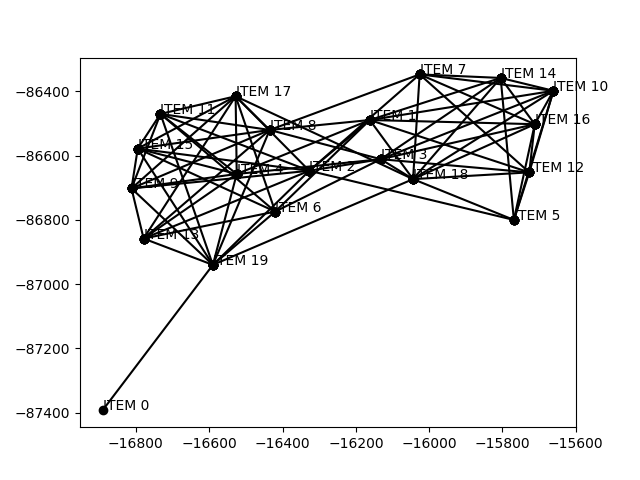 ITEM 7
ITEM 14
ITEM 10
ITEM 17
ITEM 11
ITEM 1
ITEM 16
ITEM 8
ITEM 15
ITEM 3
ITEM 2
ITEM 4
ITEM 12
ITEM 18
ITEM 9
ITEM 6
ITEM 5
ITEM 13
ITEM 19
ITEM 0
−86400
−86600
−86800
−87000
−87200
−87400
−16800
−16600
−16400
−16200
−16000
−15800
−15600